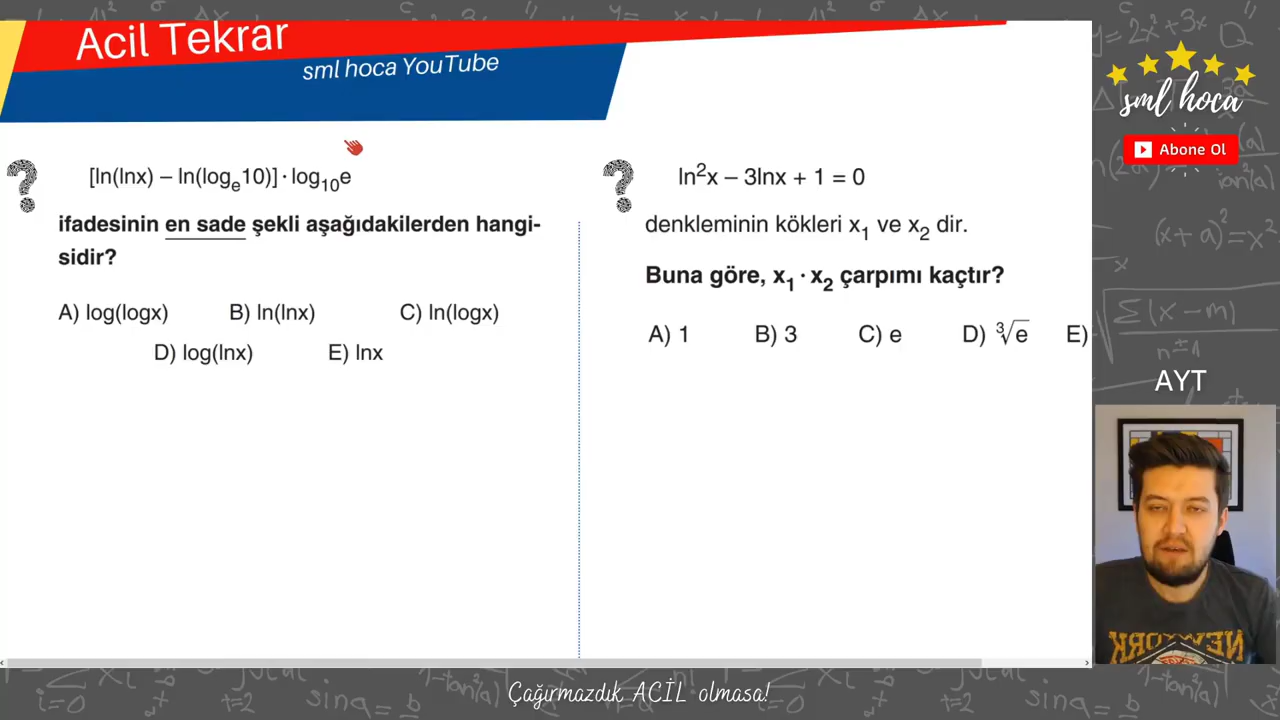 Acil Tekrar
sml hoca YouTube
[ln(lnx) – ln(logₑ10)] · log₁₀e
ifadesinin en sade şekli aşağıdakilerden hangi-
sidir?
A) log(logx) B) ln(lnx) C) ln(logx)
D) log(lnx) E) lnx
ln²x – 3lnx + 1 = 0
denkleminin kökleri x₁ ve x₂ dir.
Buna göre, x₁ · x₂ çarpımı kaçtır?
A) 1 B) 3 C) e D) ∛e E)
sml hoca
Abone Ol
AYT
Çağırmazdık ACİL olmasa!